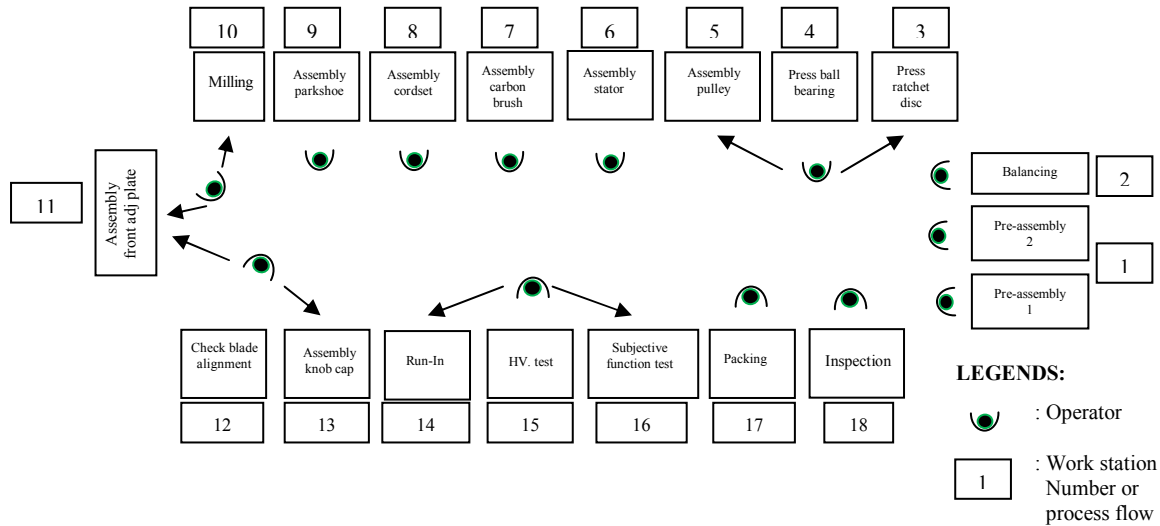 10
9
8
7
6
5
4
3
Milling
Assembly
parkshoe
Assembly
cordset
Assembly
carbon
brush
Assembly
stator
Assembly
pulley
Press ball
bearing
Press
ratchet
disc
11
Assembly
front adj plate
Balancing
2
Pre-assembly
2
1
Pre-assembly
1
Check blade
alignment
Assembly
knob cap
Run-In
HV. test
Subjective
function test
Packing
Inspection
12
13
14
15
16
17
18
LEGENDS:
: Operator
1
: Work station
Number or
process flow